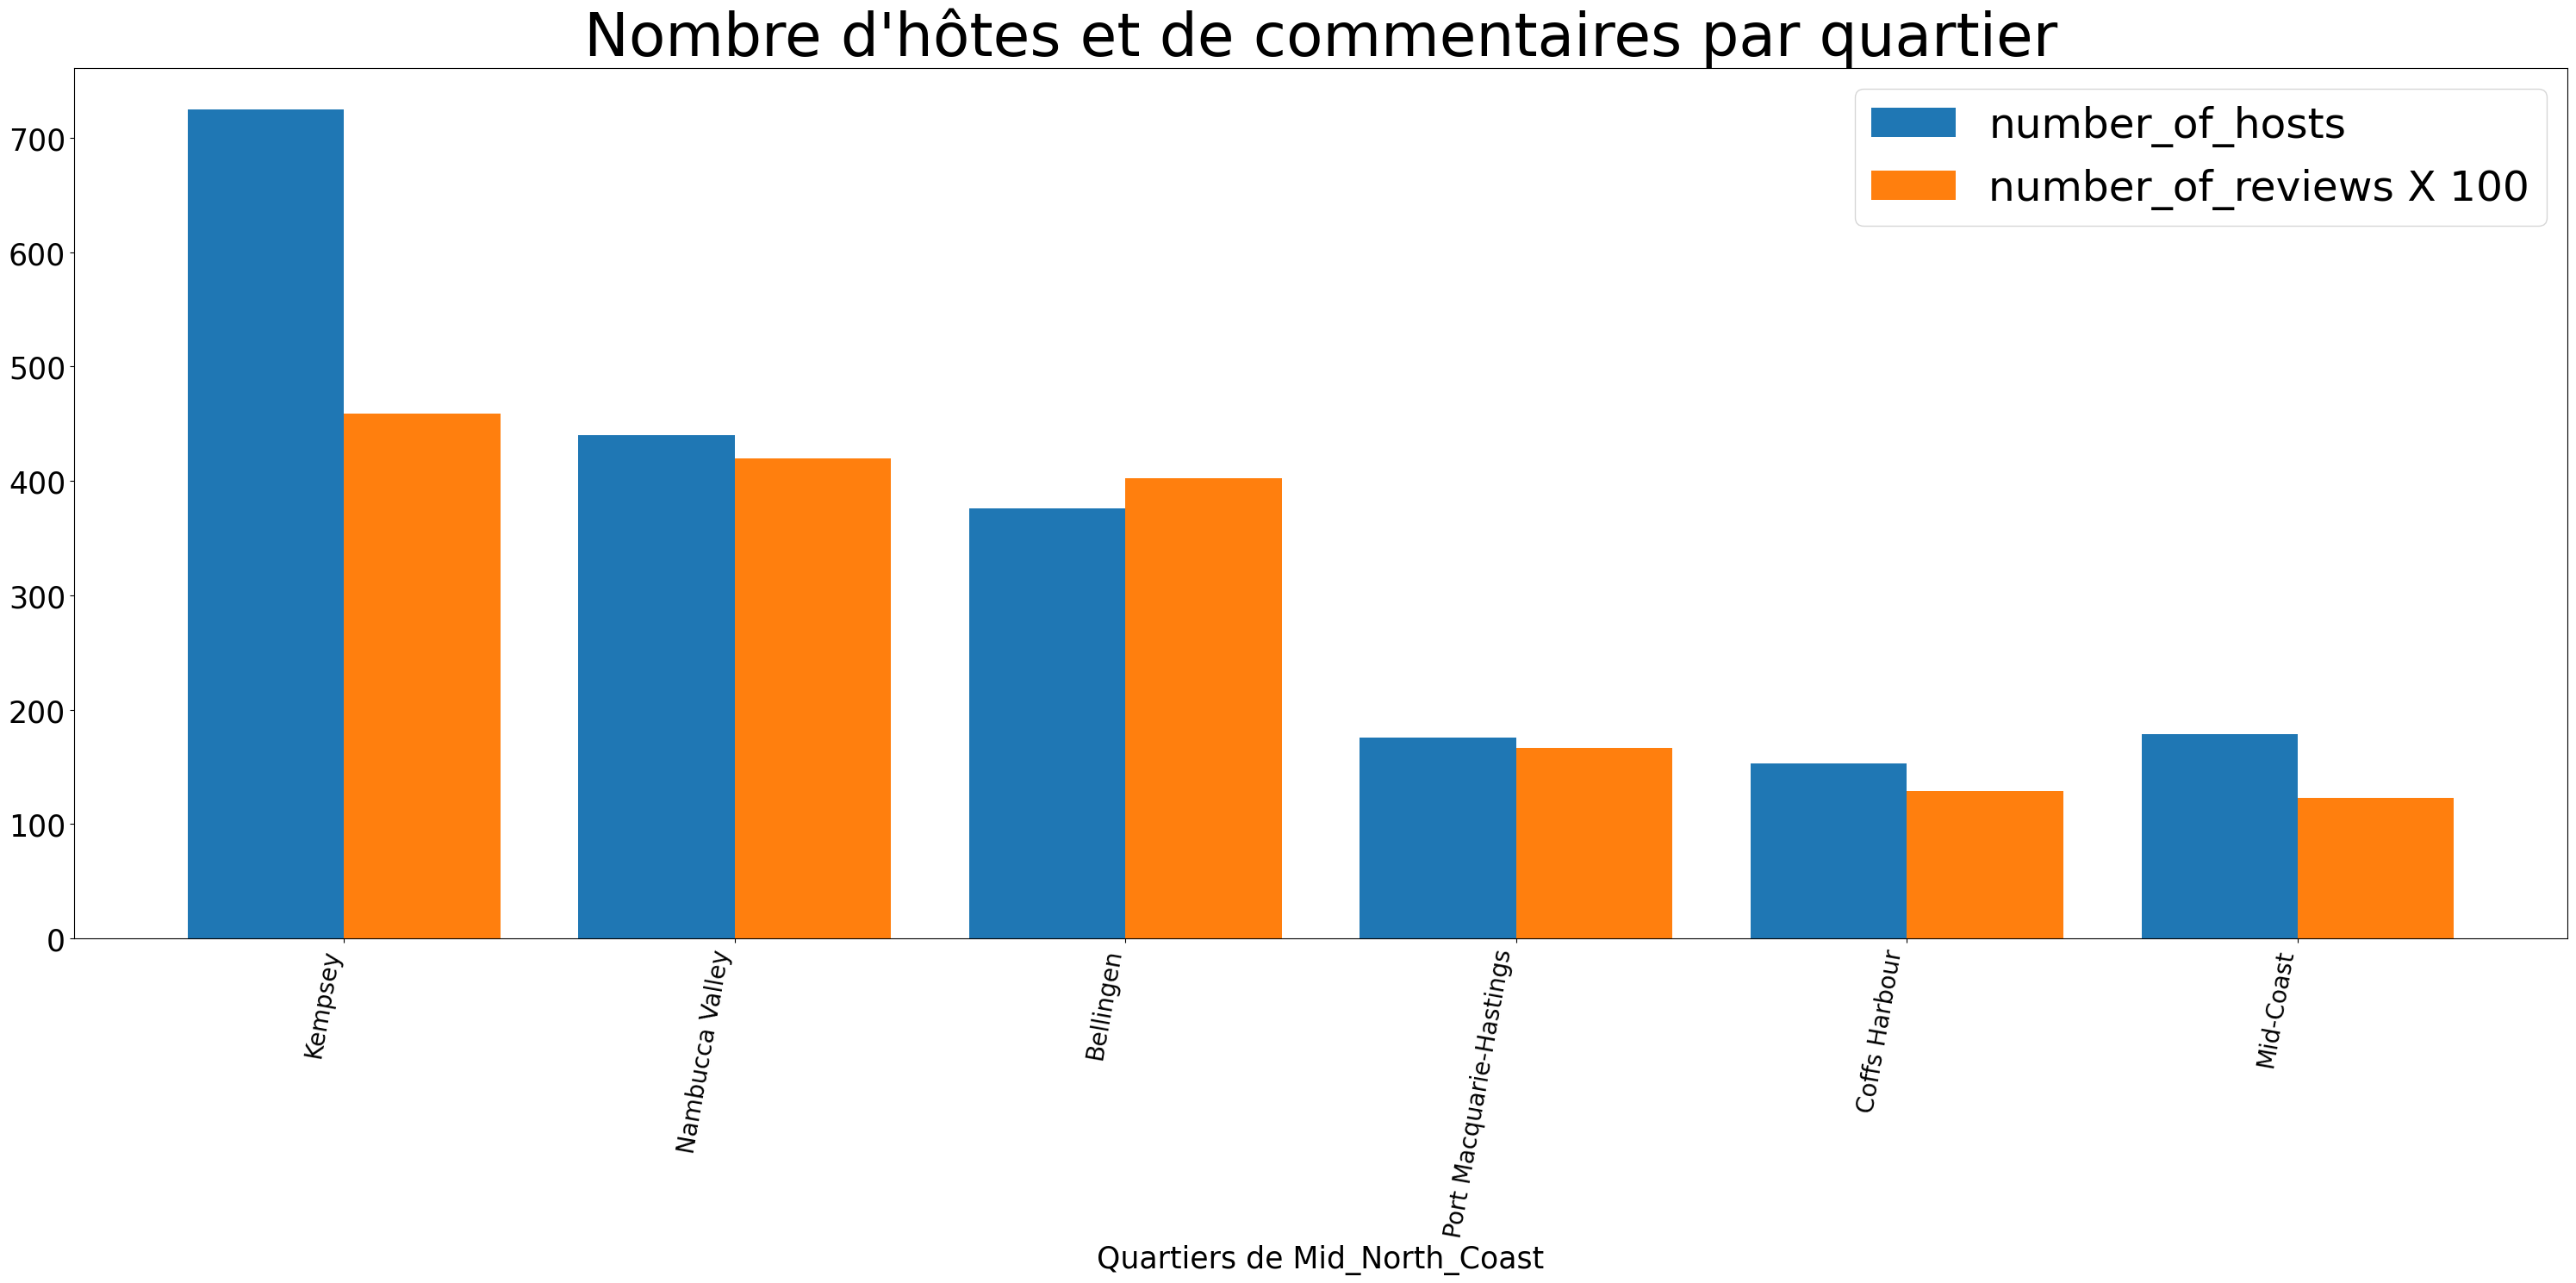 Nombre d'hôtes et de commentaires par quartier
number_of_hosts
number_of_reviews X 100
700
600
500
400
300
200
100
0
Kempsey
Nambucca Valley
Bellingen
Port Macquarie-Hastings
Coffs Harbour
Mid-Coast
Quartiers de Mid_North_Coast